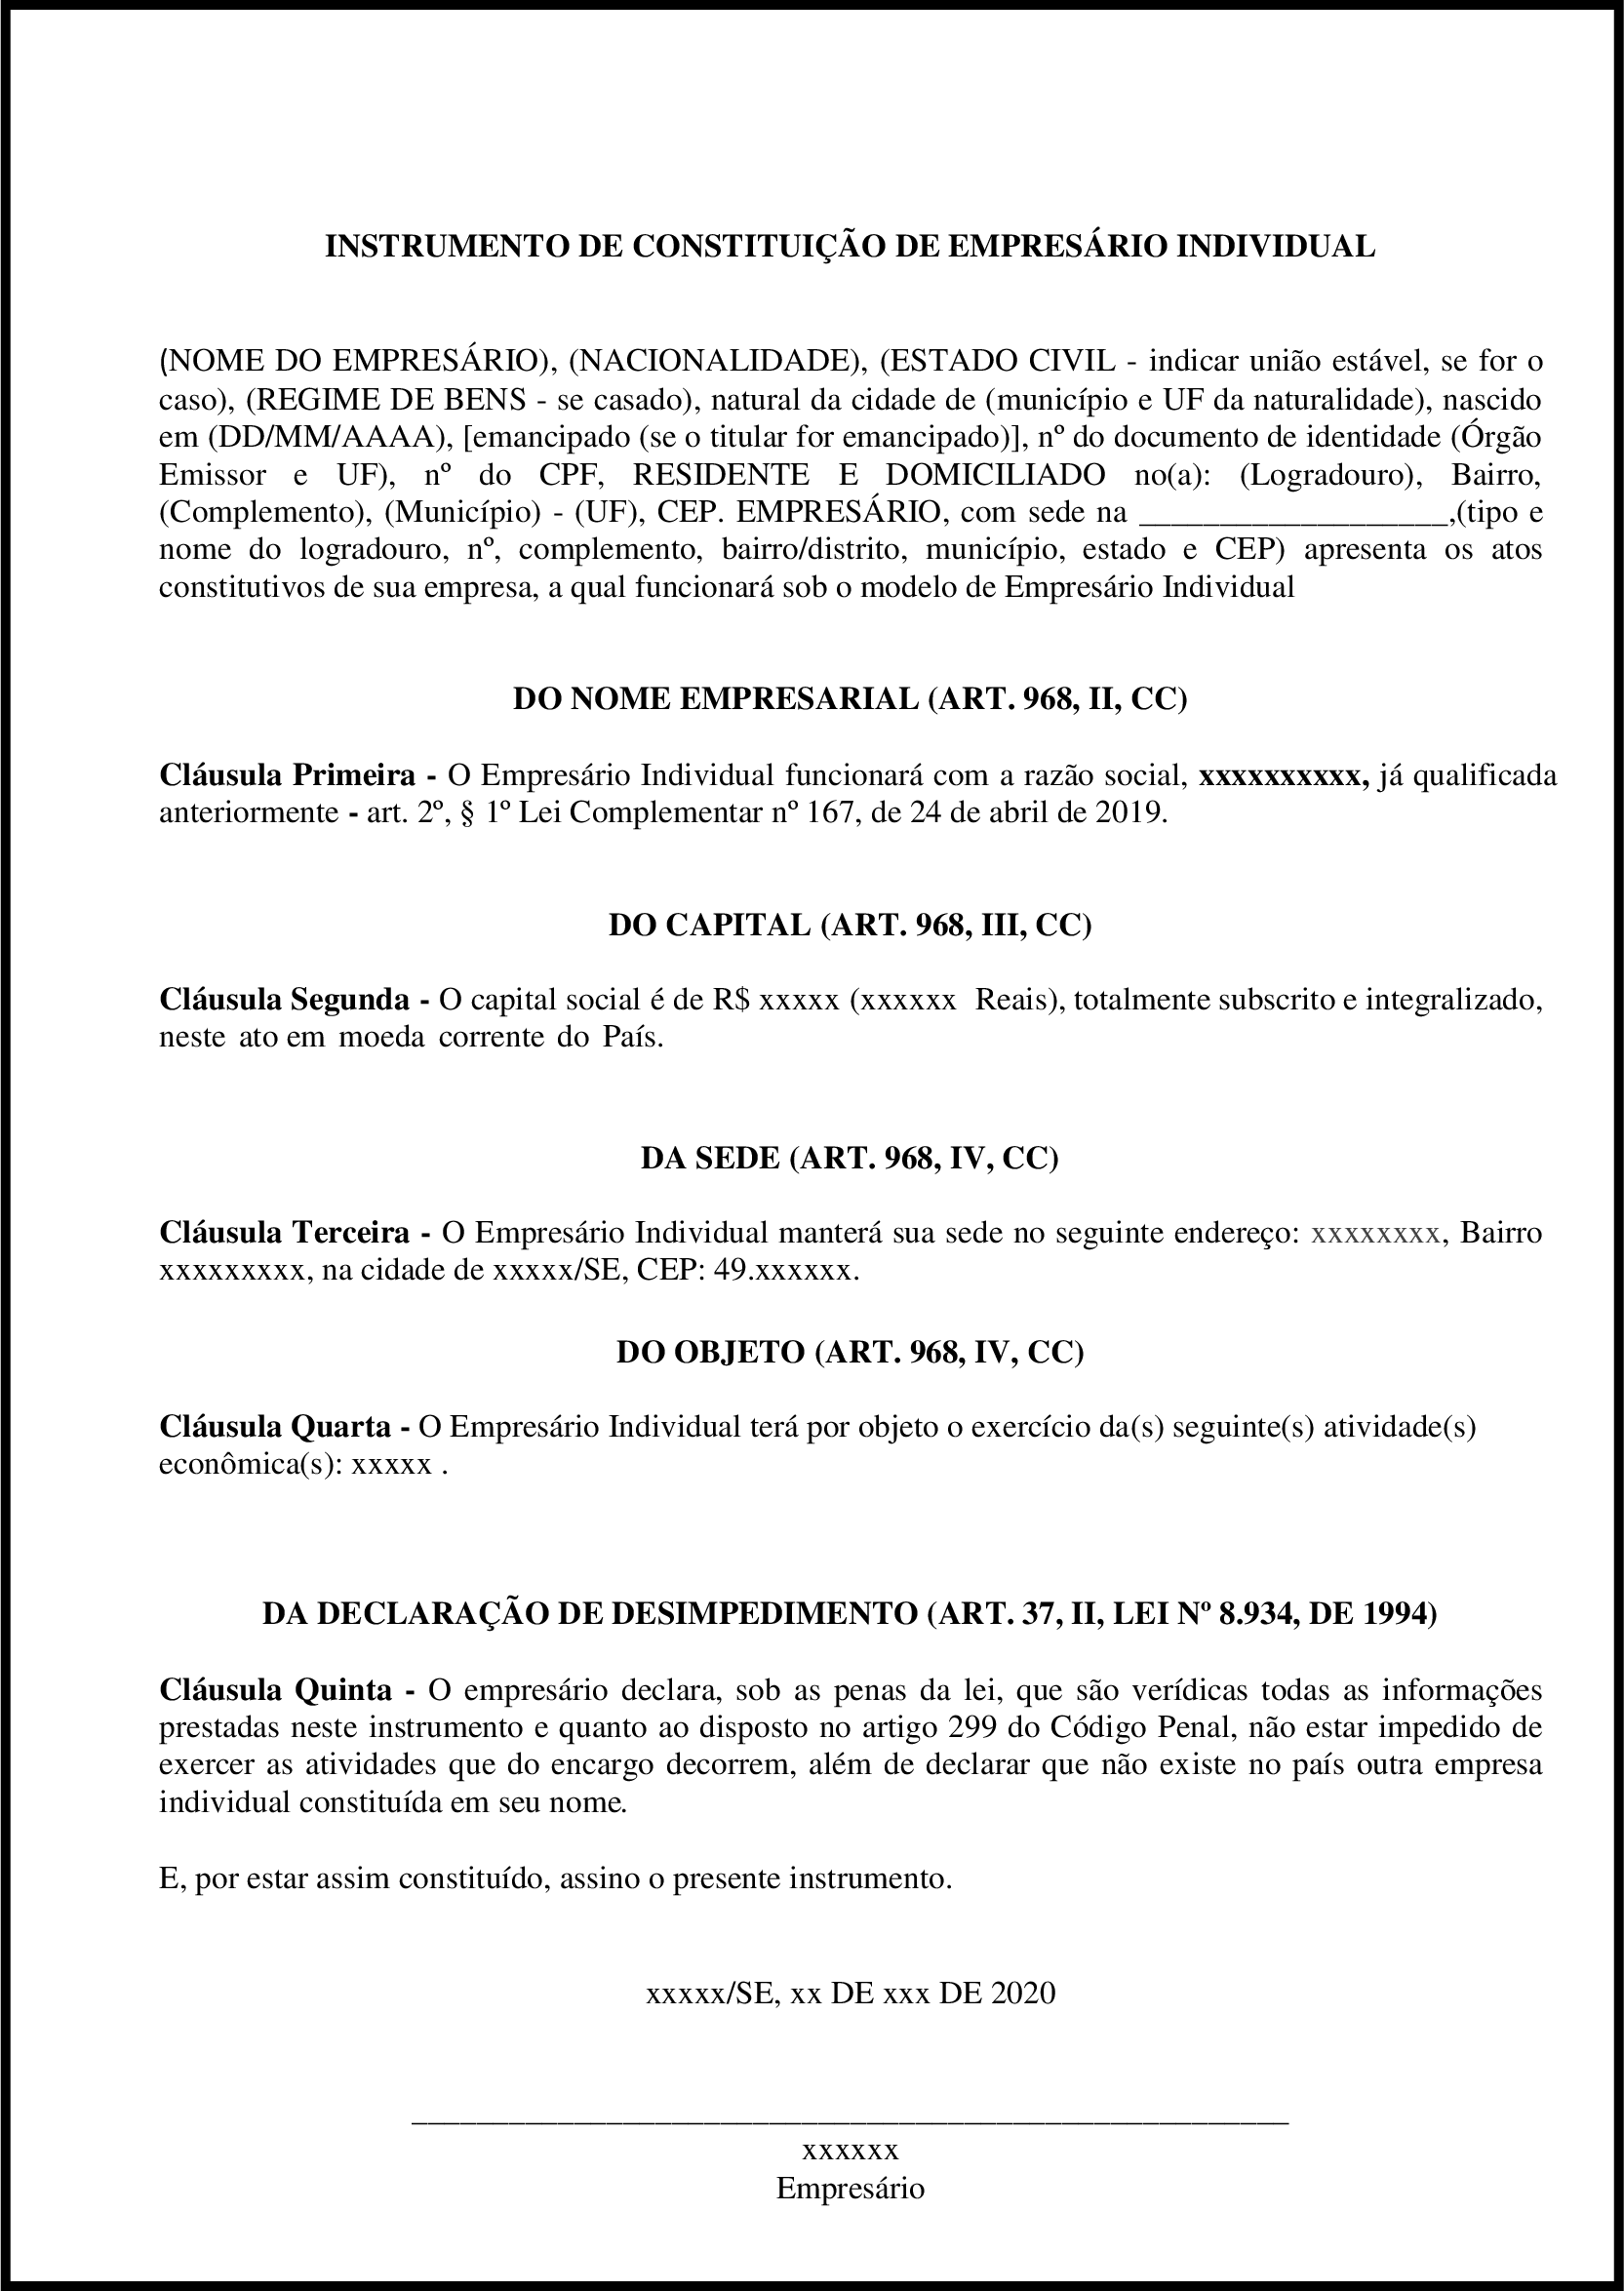 INSTRUMENTO DE CONSTITUIÇÃO DE EMPRESÁRIO INDIVIDUAL
(NOME DO EMPRESÁRIO), (NACIONALIDADE), (ESTADO CIVIL - indicar união estável, se for o
caso), (REGIME DE BENS - se casado), natural da cidade de (município e UF da naturalidade), nascido
em (DD/MM/AAAA), [emancipado (se o titular for emancipado)], nº do documento de identidade (Órgão
Emissor e UF), nº do CPF, RESIDENTE E DOMICILIADO no(a): (Logradouro), Bairro,
(Complemento), (Município) - (UF), CEP. EMPRESÁRIO, com sede na ___________________,(tipo e
nome do logradouro, nº, complemento, bairro/distrito, município, estado e CEP) apresenta os atos
constitutivos de sua empresa, a qual funcionará sob o modelo de Empresário Individual
DO NOME EMPRESARIAL (ART. 968, II, CC)
Cláusula Primeira - O Empresário Individual funcionará com a razão social, xxxxxxxxxx, já qualificada
anteriormente - art. 2º, § 1º Lei Complementar nº 167, de 24 de abril de 2019.
DO CAPITAL (ART. 968, III, CC)
Cláusula Segunda - O capital social é de R$ xxxxx (xxxxxx Reais), totalmente subscrito e integralizado,
neste ato em moeda corrente do País.
DA SEDE (ART. 968, IV, CC)
Cláusula Terceira - O Empresário Individual manterá sua sede no seguinte endereço: xxxxxxxx, Bairro
xxxxxxxxx, na cidade de xxxxx/SE, CEP: 49.xxxxxx.
DO OBJETO (ART. 968, IV, CC)
Cláusula Quarta - O Empresário Individual terá por objeto o exercício da(s) seguinte(s) atividade(s)
econômica(s): xxxxx .
DA DECLARAÇÃO DE DESIMPEDIMENTO (ART. 37, II, LEI Nº 8.934, DE 1994)
Cláusula Quinta - O empresário declara, sob as penas da lei, que são verídicas todas as informações
prestadas neste instrumento e quanto ao disposto no artigo 299 do Código Penal, não estar impedido de
exercer as atividades que do encargo decorrem, além de declarar que não existe no país outra empresa
individual constituída em seu nome.
E, por estar assim constituído, assino o presente instrumento.
xxxxx/SE, xx DE xxx DE 2020
______________________________________________________
xxxxxx
Empresário